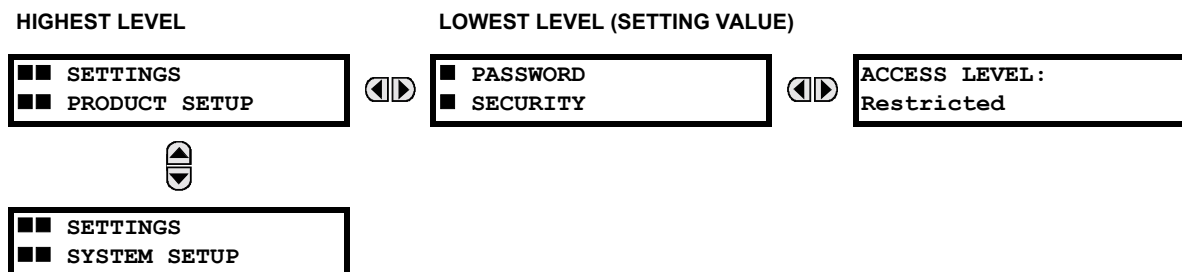 HIGHEST LEVEL
LOWEST LEVEL (SETTING VALUE)
■■ SETTINGS
■■ PRODUCT SETUP
■ PASSWORD
■ SECURITY
ACCESS LEVEL:
Restricted
■■ SETTINGS
■■ SYSTEM SETUP